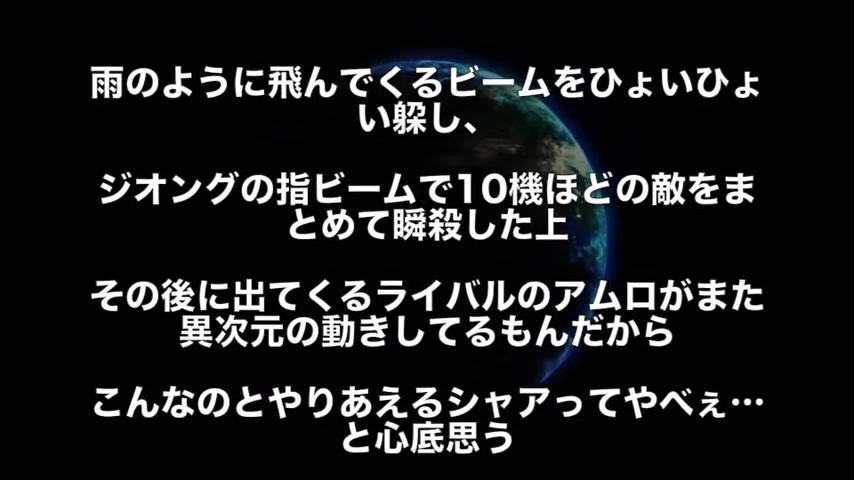 雨のように飛んでくるビームをひょいひょ
い躱し、
ジオングの指ビームで10機ほどの敵をま
とめて瞬殺した上
その後に出てくるライバルのアムロがまた
異次元の動きしてるもんだから
こんなのとやりあえるシャアってやべぇ…
と心底思う